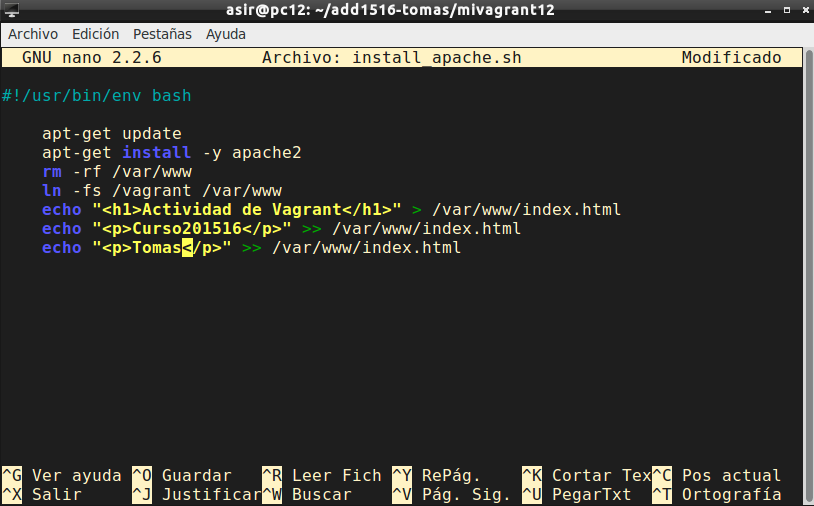 asir@pc12: ~/add1516-tomas/mivagrant12
Archivo Edición Pestañas Ayuda
GNU nano 2.2.6 Archivo: install_apache.sh Modificado
#!/usr/bin/env bash
apt-get update
apt-get install -y apache2
rm -rf /var/www
ln -fs /vagrant /var/www
echo "<h1>Actividad de Vagrant</h1>" > /var/www/index.html
echo "<p>Curso201516</p>" >> /var/www/index.html
echo "<p>Tomas</p>" >> /var/www/index.html
^G Ver ayuda ^O Guardar ^R Leer Fich ^Y RePág. ^K Cortar Tex ^C Pos actual
^X Salir ^J Justificar ^W Buscar ^V Pág. Sig. ^U PegarTxt ^T Ortografía